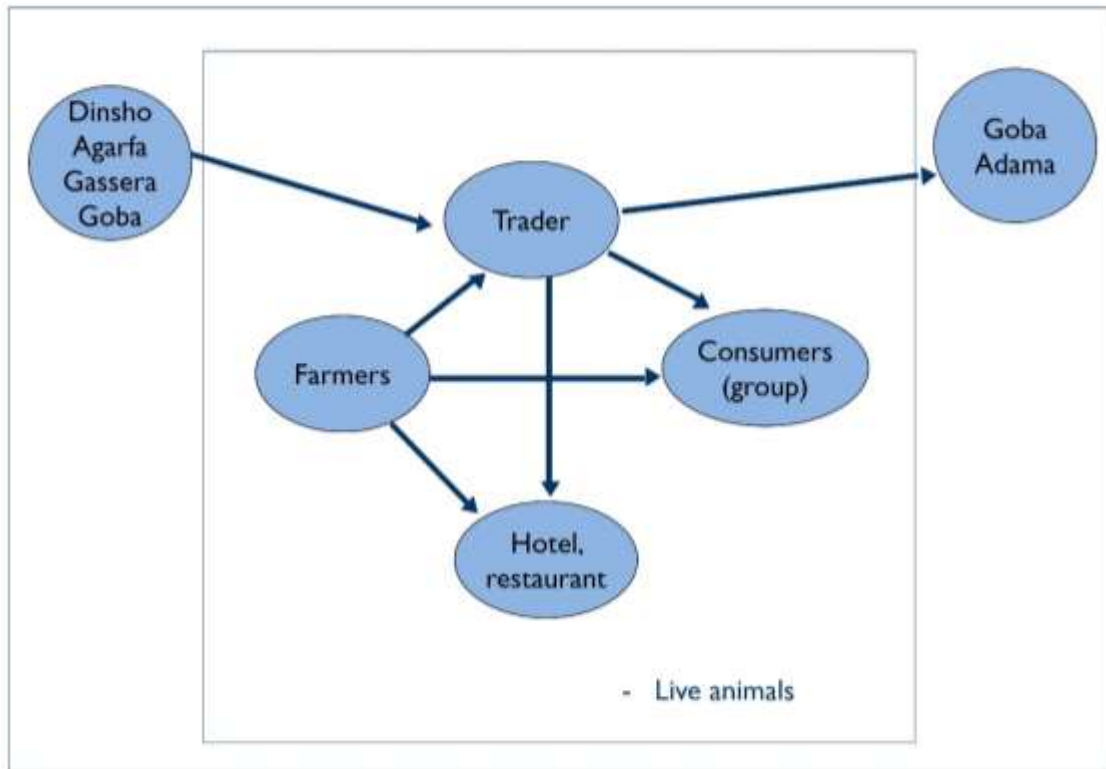 Dinsho
Agarfa
Gassera
Goba
Goba
Adama
Trader
Farmers
Consumers
(group)
Hotel,
restaurant
- Live animals